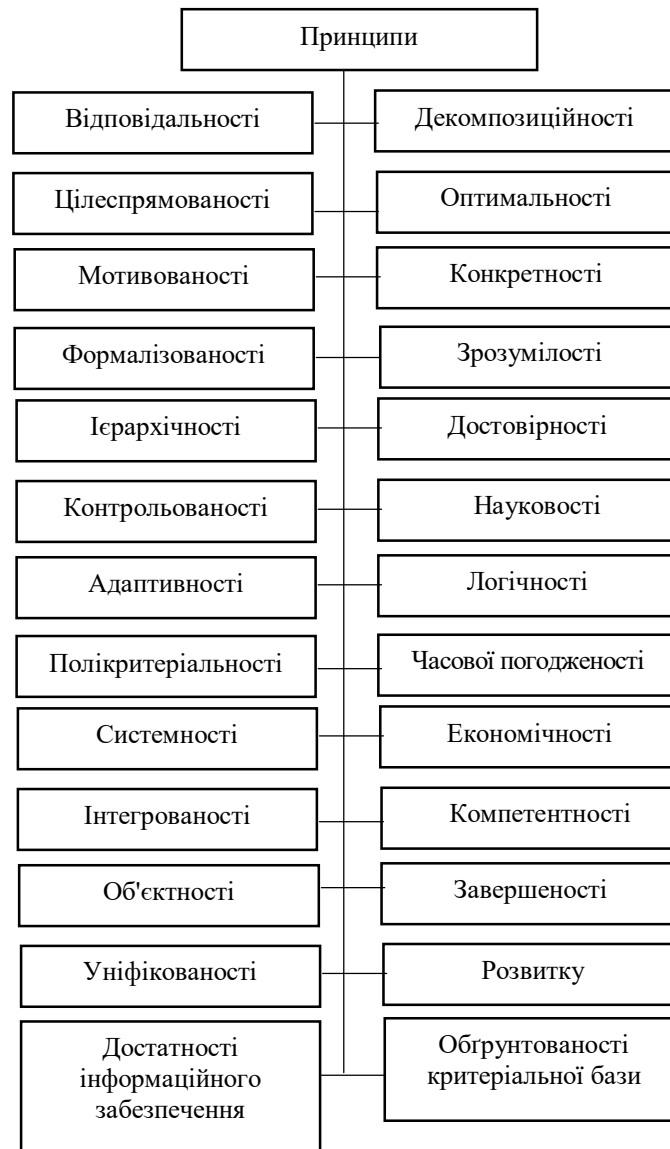 Принципи
Відповідальності
Декомпозиційності
Цілеспрямованості
Оптимальності
Мотивованості
Конкретності
Формалізованості
Зрозумілості
Ієрархічності
Достовірності
Контрольованості
Науковості
Адаптивності
Логічності
Полікритеріальності
Часової погодженості
Системності
Економічності
Інтегрованості
Компетентності
Об'єктності
Завершеності
Уніфікованості
Розвитку
Достатності
інформаційного
забезпечення
Обґрунтованості
критеріальної бази